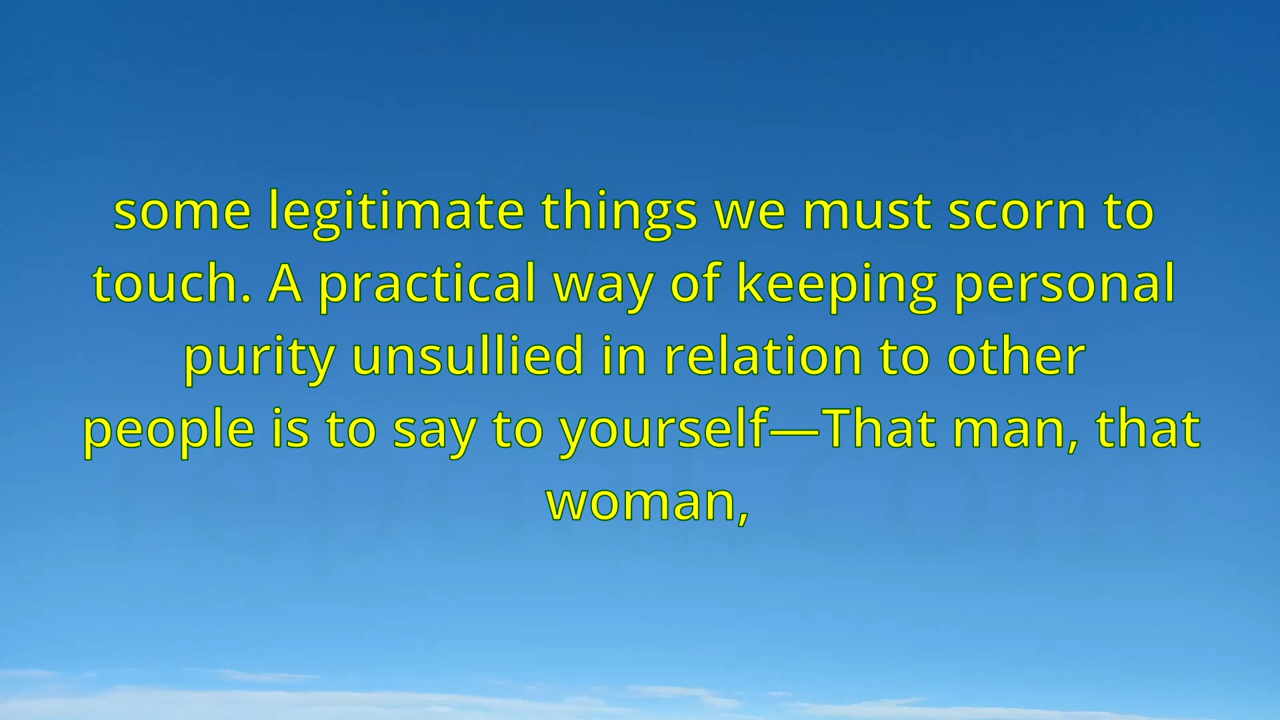 some legitimate things we must scorn to
touch. A practical way of keeping personal
purity unsullied in relation to other
people is to say to yourself—That man, that
woman,